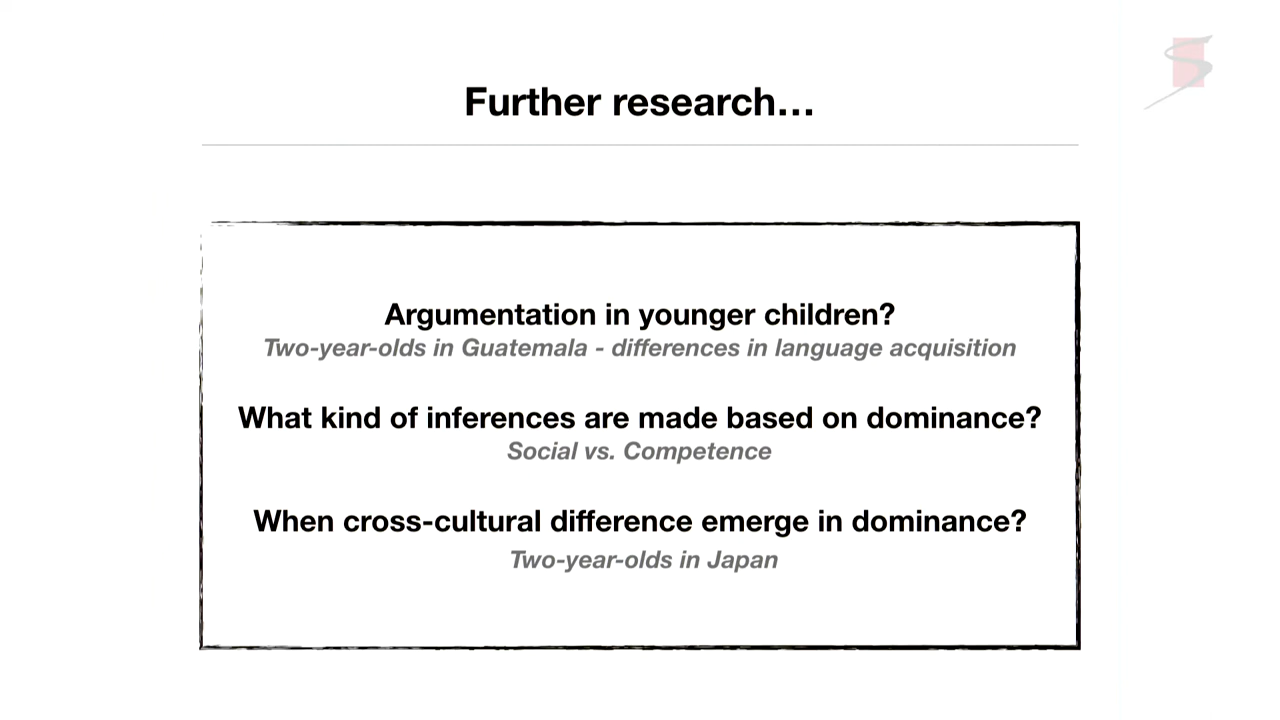 Further research…
Argumentation in younger children?
Two-year-olds in Guatemala - differences in language acquisition
What kind of inferences are made based on dominance?
Social vs. Competence
When cross-cultural difference emerge in dominance?
Two-year-olds in Japan